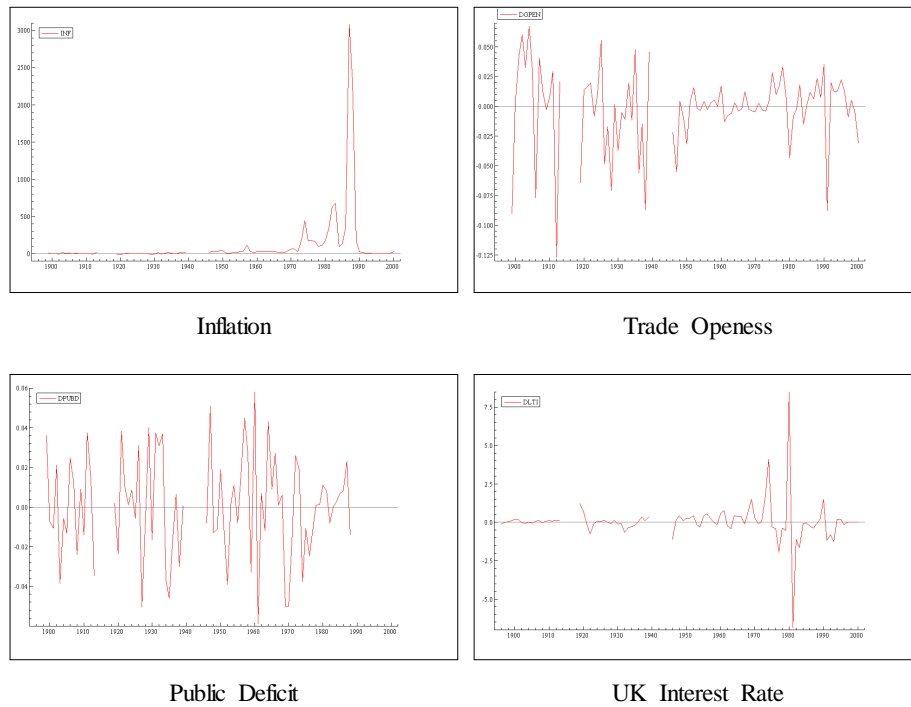 INF
3000
2500
2000
1500
1000
500
0
1900 1910 1920 1930 1940 1950 1960 1970 1980 1990 2000
Inflation
DOPEN
0.050
0.025
0.000
-0.025
-0.050
-0.075
-0.100
-0.125
1900 1910 1920 1930 1940 1950 1960 1970 1980 1990 2000
Trade Openess
0.06
DPUBD
0.04
0.02
0.00
-0.02
-0.04
1900 1910 1920 1930 1940 1950 1960 1970 1980 1990 2000
Public Deficit
DLTI
7.5
5.0
2.5
0.0
-2.5
-5.0
1900 1910 1920 1930 1940 1950 1960 1970 1980 1990 2000
UK Interest Rate